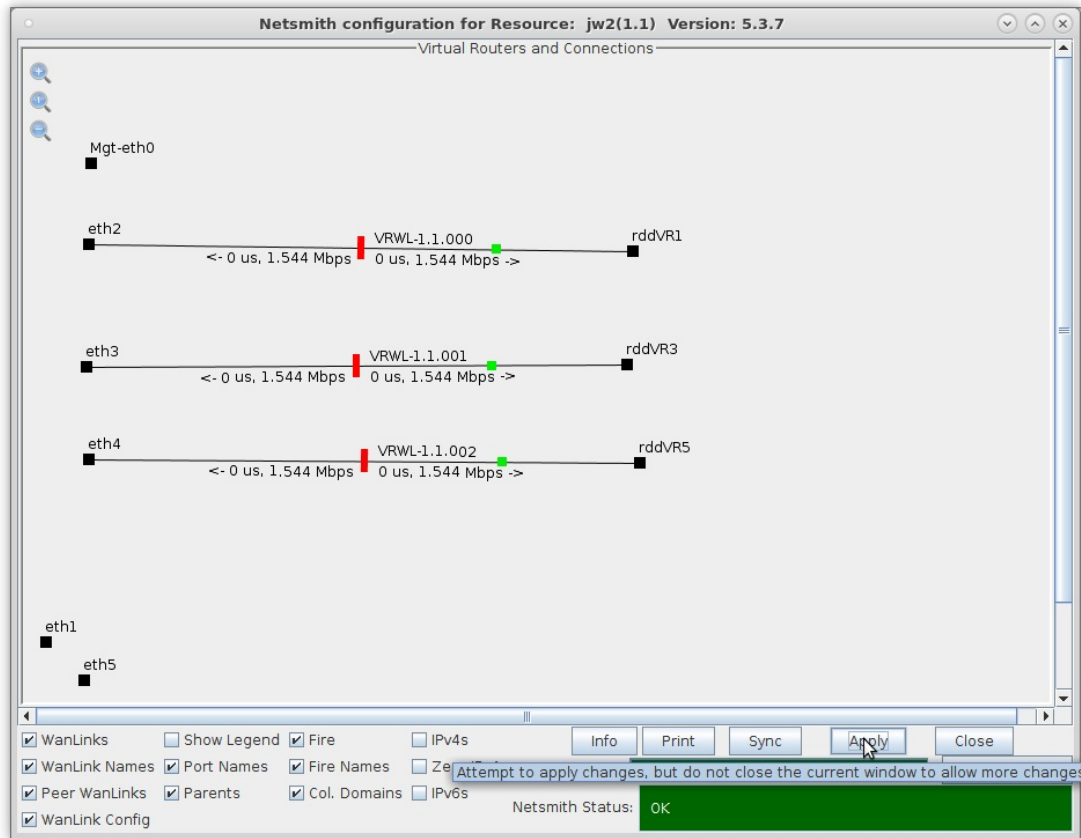 Netsmith configuration for Resource: jw2(1.1) Version: 5.3.7
Virtual Routers and Connections
Mgt-eth0
eth2
VRWL-1.1.000
rddVR1
<- 0 us, 1.544 Mbps
0 us, 1.544 Mbps ->
eth3
VRWL-1.1.001
rddVR3
<- 0 us, 1.544 Mbps
0 us, 1.544 Mbps ->
eth4
VRWL-1.1.002
rddVR5
<- 0 us, 1.544 Mbps
0 us, 1.544 Mbps ->
eth1
eth5
WanLinks
Show Legend
Fire
IPv4s
Info
Print
Sync
Apply
Close
WanLink Names
Port Names
Fire Names
Attempt to apply changes, but do not close the current window to allow more changes
Peer WanLinks
Parents
Col. Domains
IPv6s
Netsmith Status:
OK
WanLink Config